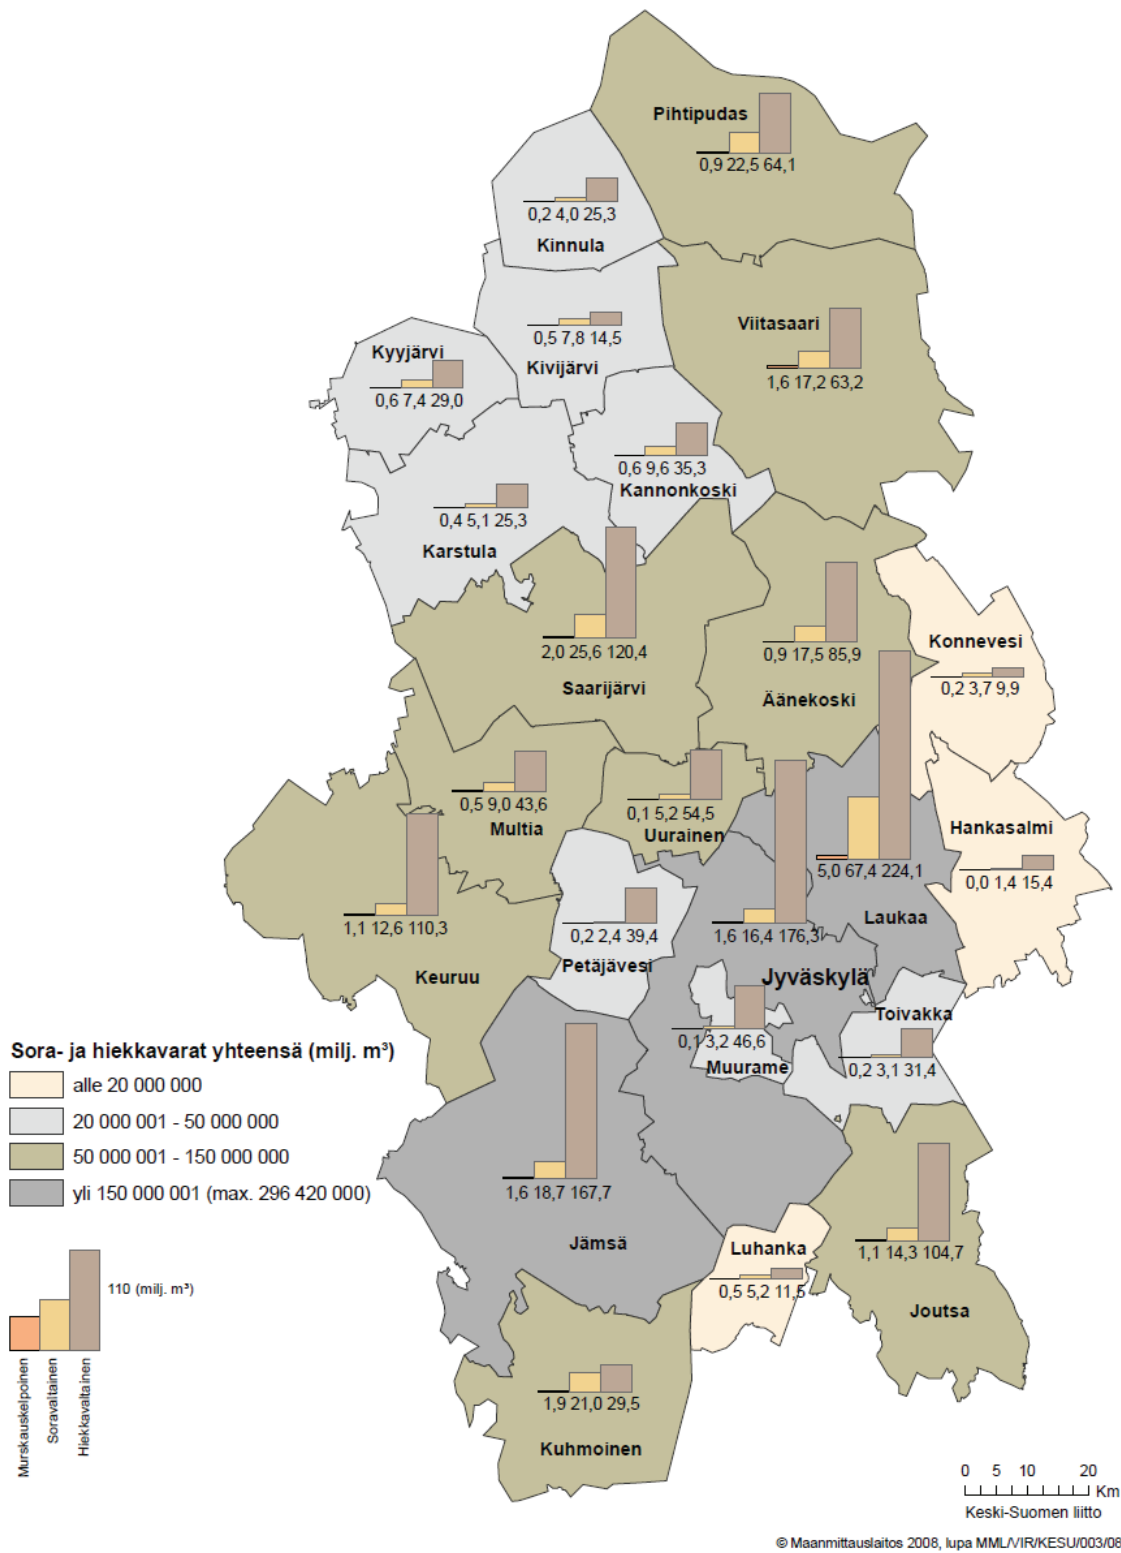 Pihtipudas
0,9 22,5 64,1
0,2 4,0 25,3
Kinnula
Viitasaari
1,6 17,2 63,2
0,5 7,8 14,5
Kivijärvi
Kyyjärvi
0,6 7,4 29,0
0,6 9,6 35,3
Kannonkoski
0,4 5,1 25,3
Karstula
2,0 25,6 120,4
Saarijärvi
0,9 17,5 85,9
Äänekoski
Konnevesi
0,2 3,7 9,9
0,5 9,0 43,6
Multia
0,1 5,2 54,5
Uurainen
Hankasalmi
0,0 1,4 15,4
5,0 67,4 224,1
Laukaa
1,1 12,6 110,3
Keuruu
0,2 2,4 39,4
Petäjävesi
1,6 16,4 176,3
Jyväskylä
Toivakka
0,2 3,1 31,4
0,1 3,2 46,6
Muurame
Sora- ja hiekkavarat yhteensä (milj. m³)
alle 20 000 000
20 000 001 - 50 000 000
50 000 001 - 150 000 000
yli 150 000 001 (max. 296 420 000)
1,6 18,7 167,7
Jämsä
Luhanka
0,5 5,2 11,5
1,1 14,3 104,7
Joutsa
110 (milj. m³)
Murskauskelpoinen
Soravaltainen
Hiekkavaltainen
1,9 21,0 29,5
Kuhmoinen
0 5 10 20
Km
Keski-Suomen liitto
© Maanmittauslaitos 2008, lupa MML/VIR/KESU/003/08